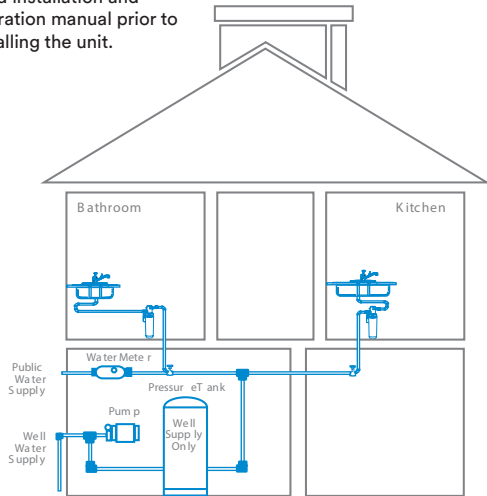 installation and
ration manual prior to
alling the unit.
Bathroom
Kitchen
Water Meter
Public
Water
Supply
Pressure Tank
Pump
Well
Supply
Only
Well
Water
Supply